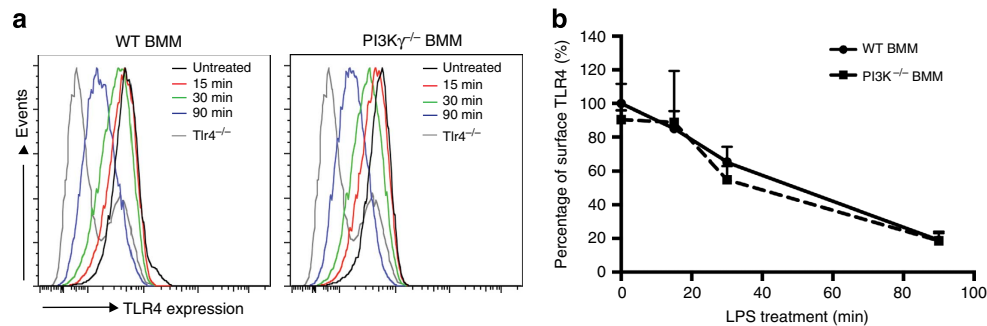 a
WT BMM
Untreated
15 min
30 min
90 min
Tlr4−/−
PI3Kγ−/− BMM
Untreated
15 min
30 min
90 min
Tlr4−/−
Events
TLR4 expression
b
WT BMM
PI3K−/− BMM
Percentage of surface TLR4 (%)
140
120
100
80
60
40
20
0
0 20 40 60 80 100
LPS treatment (min)